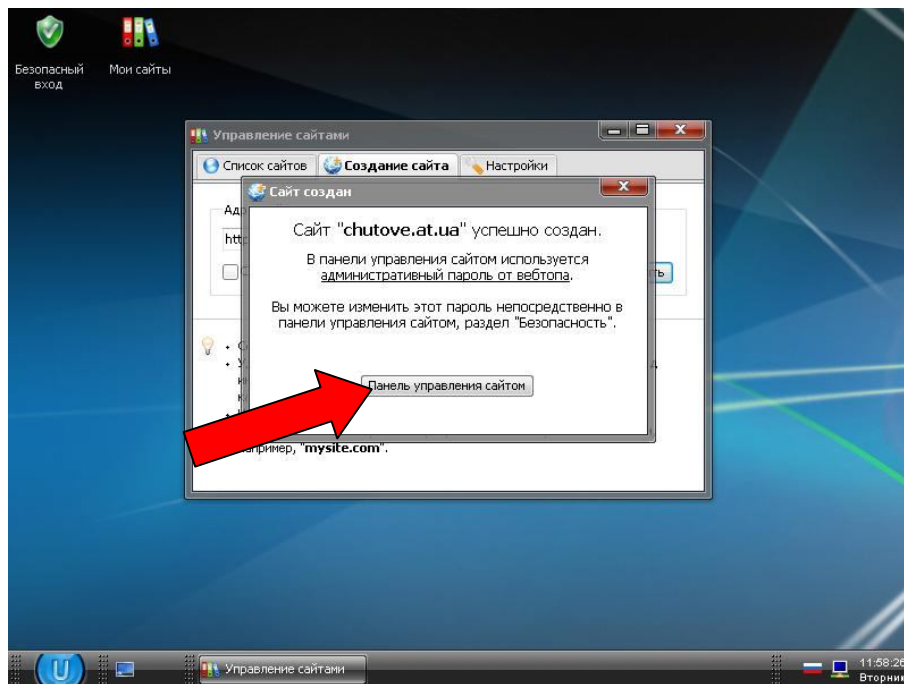 Безопасный
вход
Мои сайты
Управление сайтами
Список сайтов
Создание сайта
Настройки
Сайт создан
Сайт "chutove.at.ua" успешно создан.
В панели управления сайтом используется
административный пароль от вебтопа.
Вы можете изменить этот пароль непосредственно в
панели управления сайтом, раздел "Безопасность".
Панель управления сайтом
"mysite.com".
Управление сайтами
11:58:26